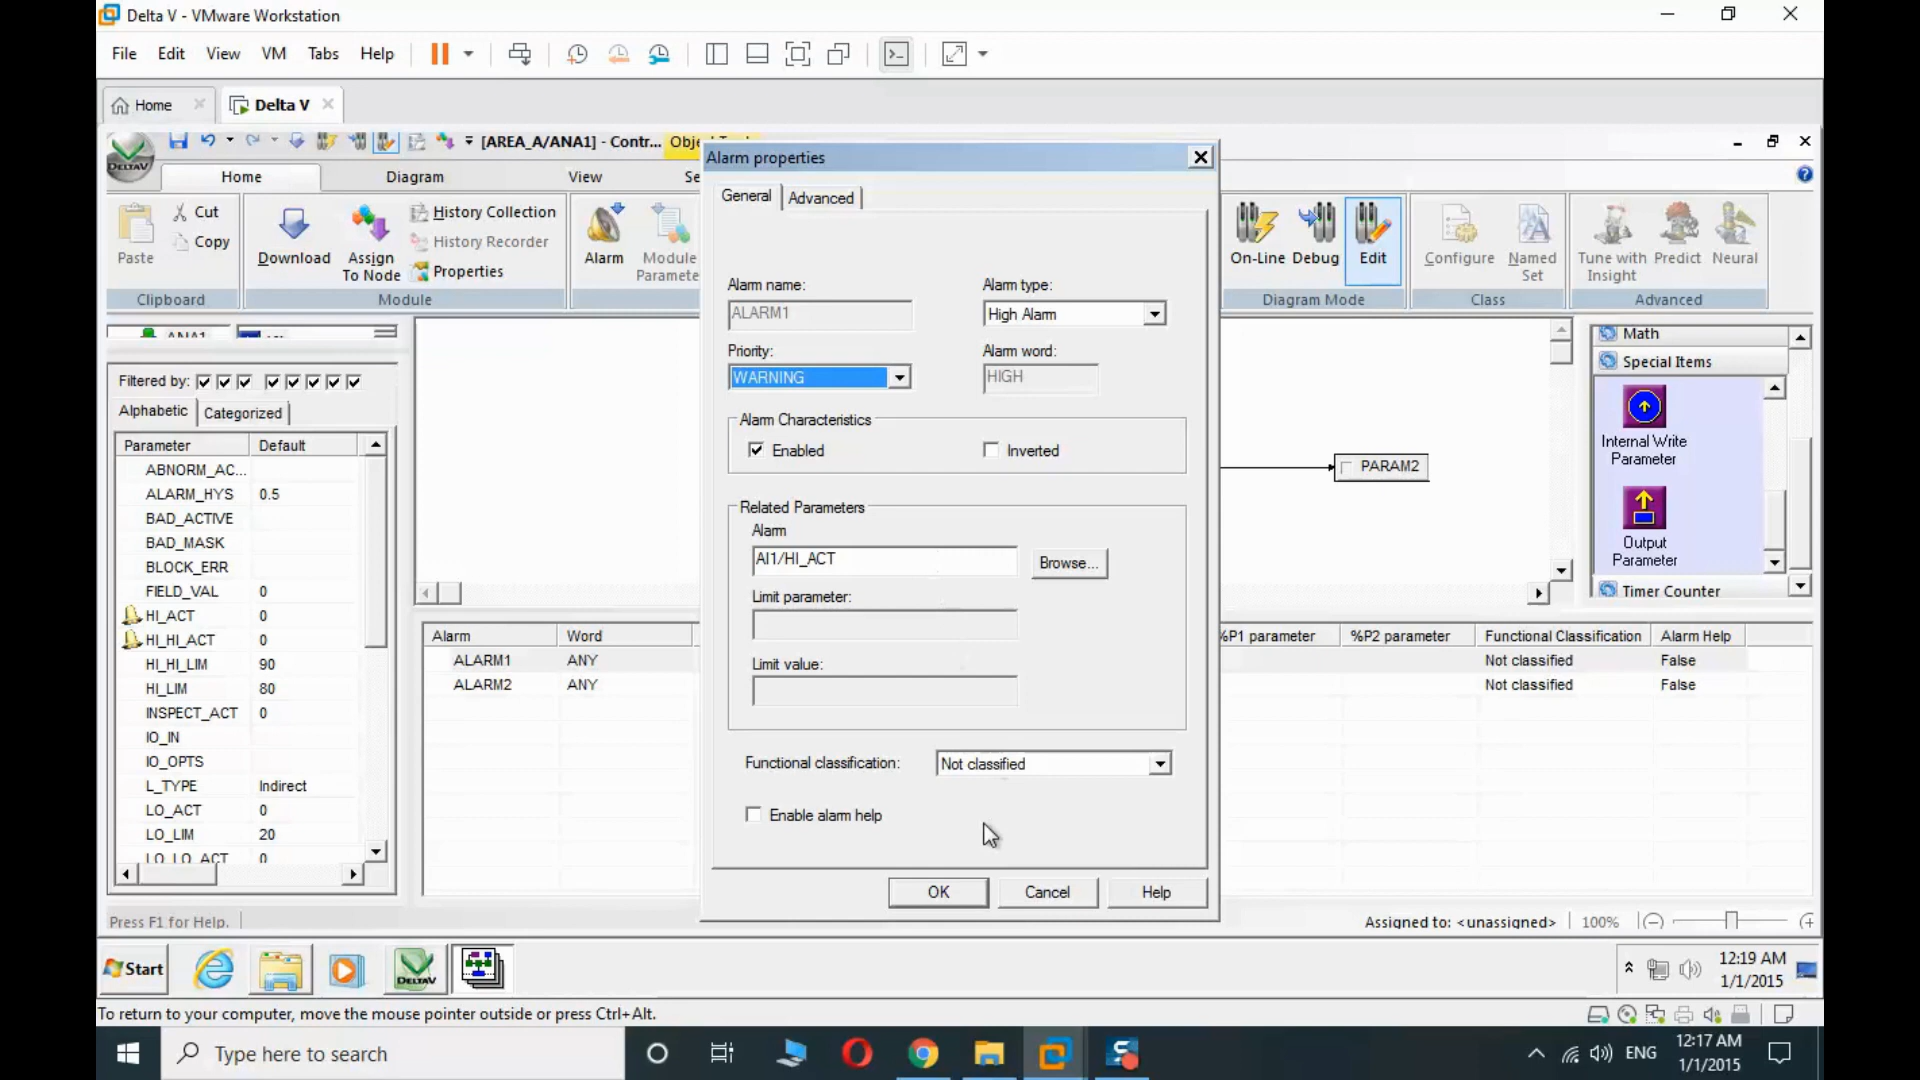 Delta V - VMware Workstation
File Edit View VM Tabs Help
Home Delta V
[AREA_A/ANA1] - Contr...
DELTAV
Home Diagram View
Paste Cut Copy
Clipboard
Download Assign To Node History Collection History Recorder Properties
Module
Alarm Module
On-Line Debug Edit
Diagram Mode
Configure Named Set
Class
Tune with Insight Predict Neural
Advanced
Filtered by:
Alphabetic Categorized
Parameter Default
ABNORM_AC...
ALARM_HYS 0.5
BAD_ACTIVE
BAD_MASK
BLOCK_ERR
FIELD_VAL 0
HI_ACT 0
HI_HI_ACT 0
HI_HI_LIM 90
HI_LIM 80
INSPECT_ACT 0
IO_IN
IO_OPTS
L_TYPE Indirect
LO_ACT 0
LO_LIM 20
LO_LO_ACT 0
Alarm properties
General Advanced
Alarm name: Alarm type:
ALARM1 High Alarm
Priority: Alarm word:
WARNING HIGH
Alarm Characteristics
Enabled Inverted
Related Parameters
Alarm
AI1/HI_ACT Browse...
Limit parameter:
Limit value:
Functional classification: Not classified
Enable alarm help
OK Cancel Help
PARAM2
Math
Special Items
Internal Write
Parameter
Output
Parameter
Timer Counter
Alarm Word %P1 parameter %P2 parameter Functional Classification Alarm Help
ALARM1 ANY Not classified False
ALARM2 ANY Not classified False
Press F1 for Help. Assigned to: <unassigned> 100%
Start DELTAV 12:19 AM
1/1/2015
To return to your computer, move the mouse pointer outside or press Ctrl+Alt.
Type here to search ENG 12:17 AM
1/1/2015